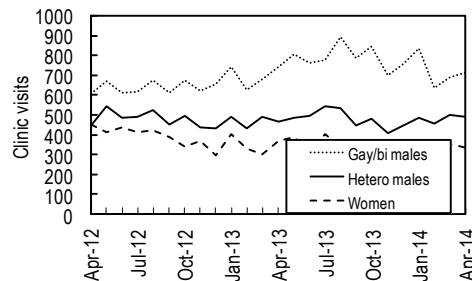 1000
900
800
700
600
500
400
300
200
100
0
Clinic visits
Gay/bi males
Hetero males
Women
Apr-12
Jul-12
Oct-12
Jan-13
Apr-13
Jul-13
Oct-13
Jan-14
Apr-14